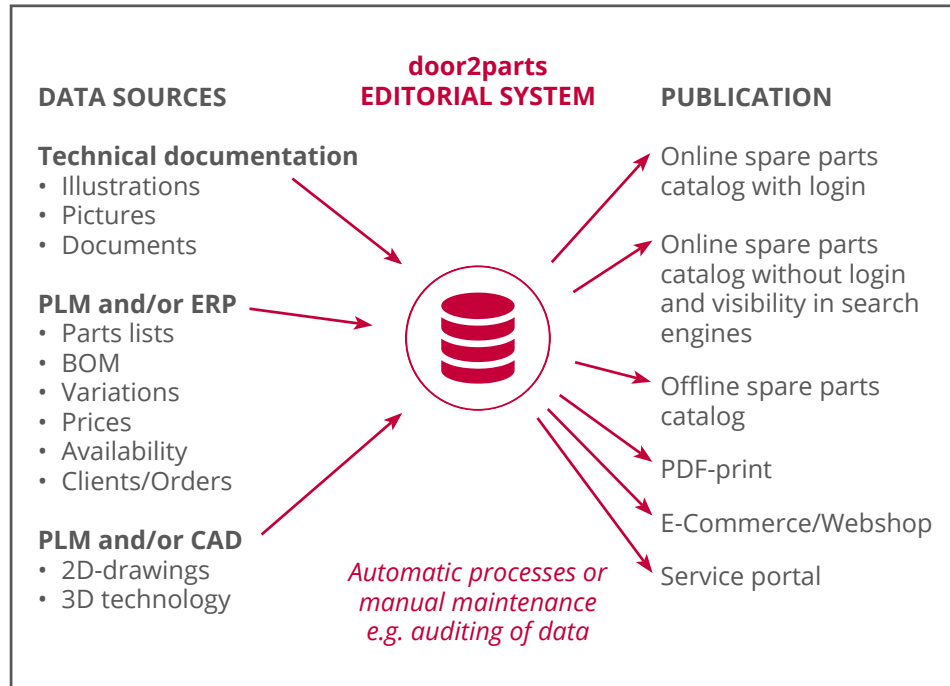 DATA SOURCES
Technical documentation
• Illustrations
• Pictures
• Documents
PLM and/or ERP
• Parts lists
• BOM
• Variations
• Prices
• Availability
• Clients/Orders
PLM and/or CAD
• 2D-drawings
• 3D technology
door2parts
EDITORIAL SYSTEM
Automatic processes or
manual maintenance
e.g. auditing of data
PUBLICATION
Online spare parts
catalog with login
Online spare parts
catalog without login
and visibility in search
engines
Offline spare parts
catalog
PDF-print
E-Commerce/Webshop
Service portal